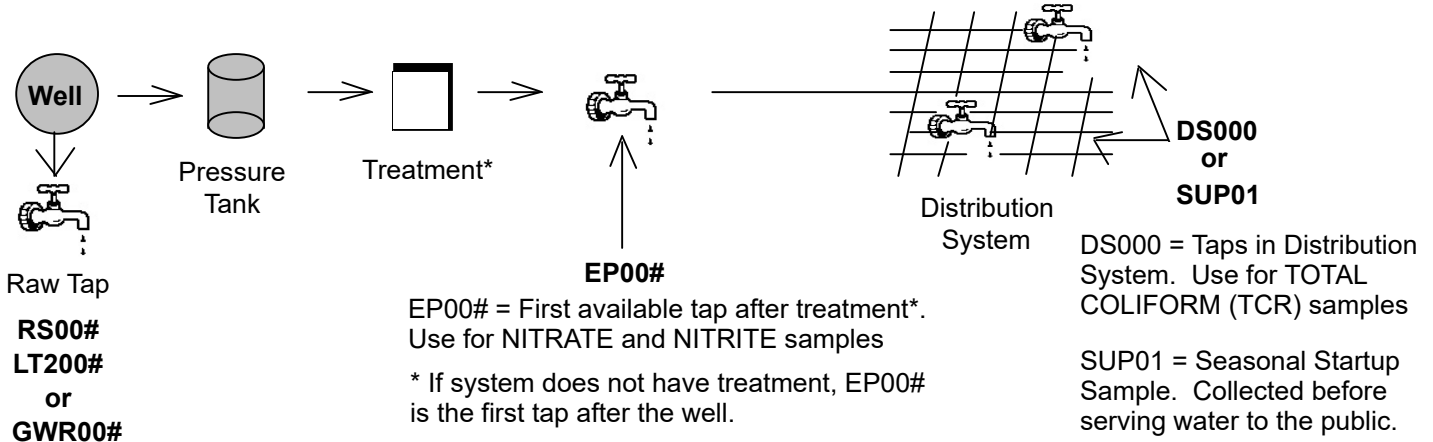 Well
Pressure
Tank
Treatment*
Raw Tap
RS00#
LT200#
or
GWR00#
EP00#
EP00# = First available tap after treatment*.
Use for NITRATE and NITRITE samples
* If system does not have treatment, EP00#
is the first tap after the well.
Distribution
System
DS000
or
SUP01
DS000 = Taps in Distribution
System. Use for TOTAL
COLIFORM (TCR) samples
SUP01 = Seasonal Startup
Sample. Collected before
serving water to the public.